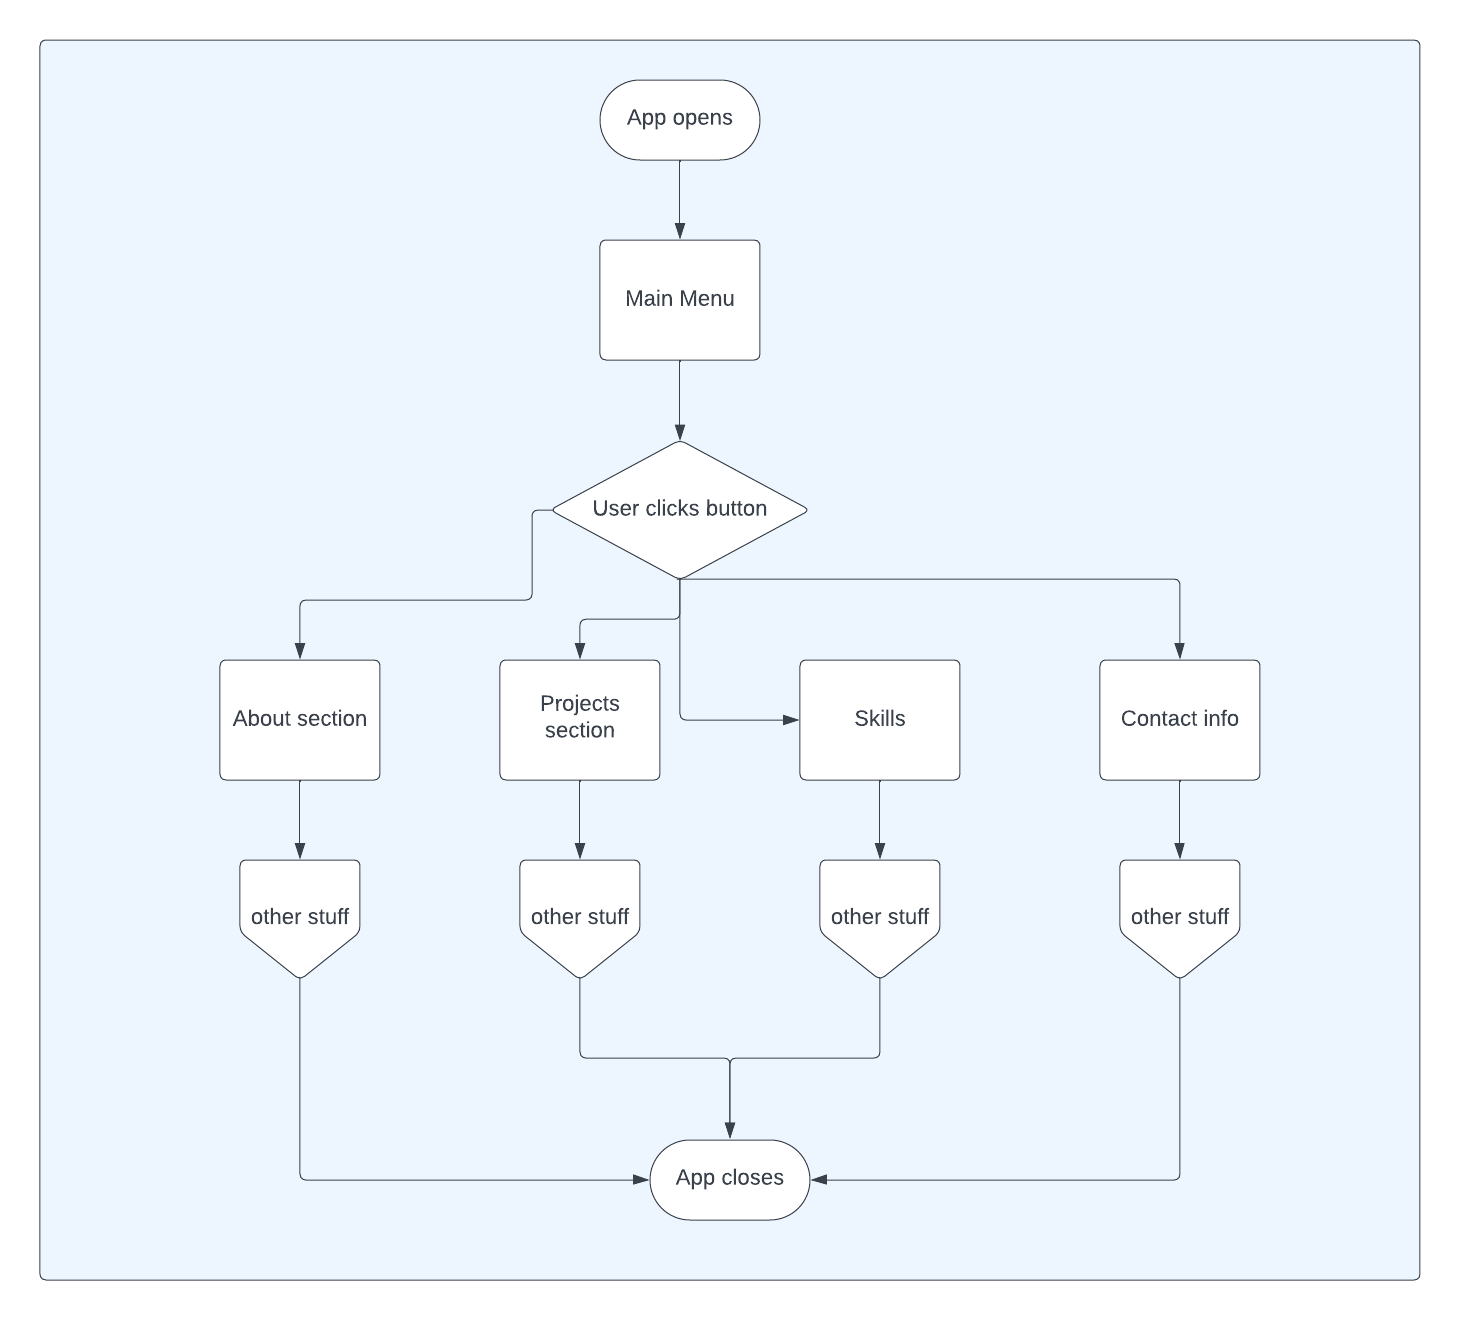 App opens
Main Menu
User clicks button
About section
Projects
section
Skills
Contact info
other stuff
other stuff
other stuff
other stuff
App closes